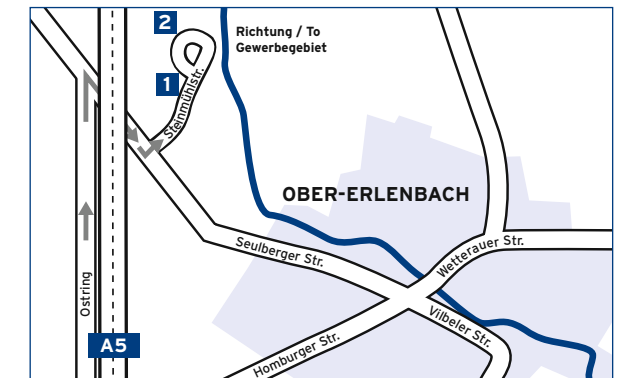 2
Richtung / To
Gewerbegebiet
1
Steinmühlstr.
OBER-ERLENBACH
Seulberger Str.
Wetterauer Str.
Ostring
Vilbeler Str.
A5
Homburger Str.